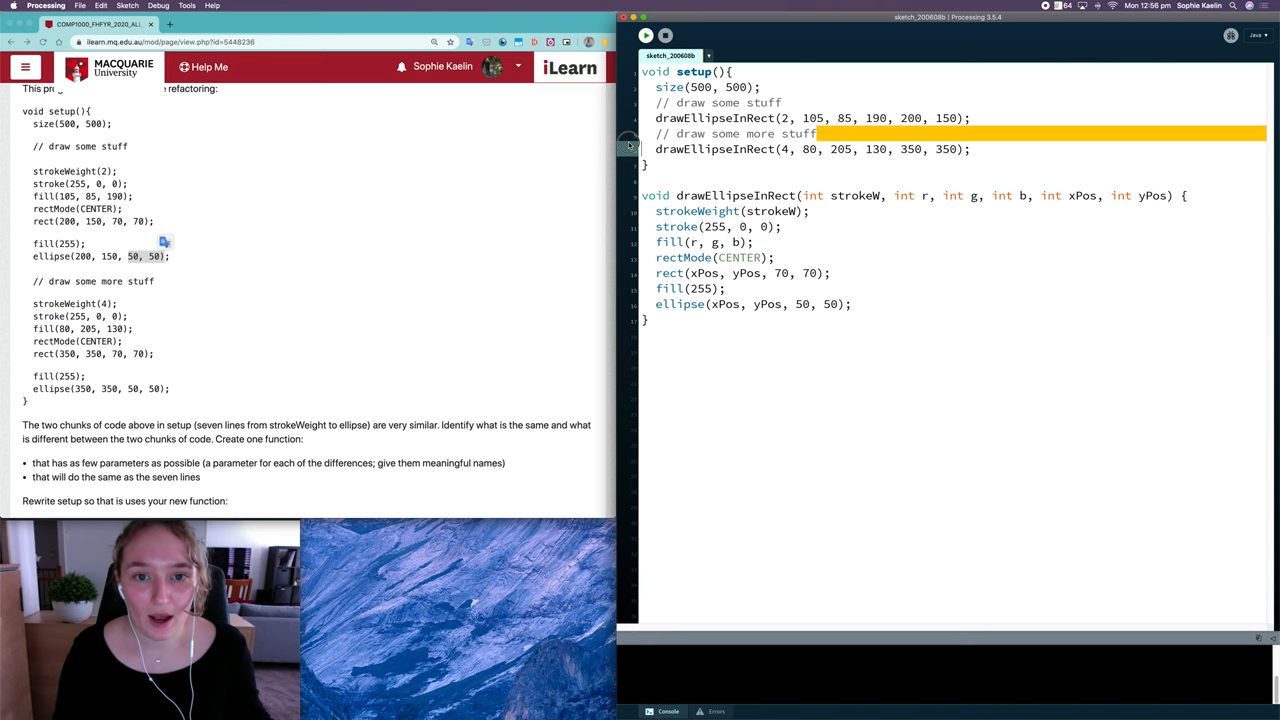 Processing File Edit Sketch Debug Tools Help
64
Mon 12:56 pm Sophie Kaelin
COMP1000_FHFYR_2020_ALL
ilearn.mq.edu.au/mod/page/view.php?id=5448236
MACQUARIE
University
Help Me
Sophie Kaelin
iLearn
This prog
refactoring:
void setup(){
size(500, 500);
// draw some stuff
strokeWeight(2);
stroke(255, 0, 0);
fill(105, 85, 190);
rectMode(CENTER);
rect(200, 150, 70, 70);
fill(255);
ellipse(200, 150, 50, 50);
// draw some more stuff
strokeWeight(4);
stroke(255, 0, 0);
fill(80, 205, 130);
rectMode(CENTER);
rect(350, 350, 70, 70);
fill(255);
ellipse(350, 350, 50, 50);
}
The two chunks of code above in setup (seven lines from strokeWeight to ellipse) are very similar. Identify what is the same and what
is different between the two chunks of code. Create one function:
• that has as few parameters as possible (a parameter for each of the differences; give them meaningful names)
• that will do the same as the seven lines
Rewrite setup so that is uses your new function:
sketch_200608b | Processing 3.5.4
Java
sketch_200608b
void setup(){
size(500, 500);
// draw some stuff
drawEllipseInRect(2, 105, 85, 190, 200, 150);
// draw some more stuff
drawEllipseInRect(4, 80, 205, 130, 350, 350);
}
void drawEllipseInRect(int strokeW, int r, int g, int b, int xPos, int yPos) {
strokeWeight(strokeW);
stroke(255, 0, 0);
fill(r, g, b);
rectMode(CENTER);
rect(xPos, yPos, 70, 70);
fill(255);
ellipse(xPos, yPos, 50, 50);
}
Console Errors